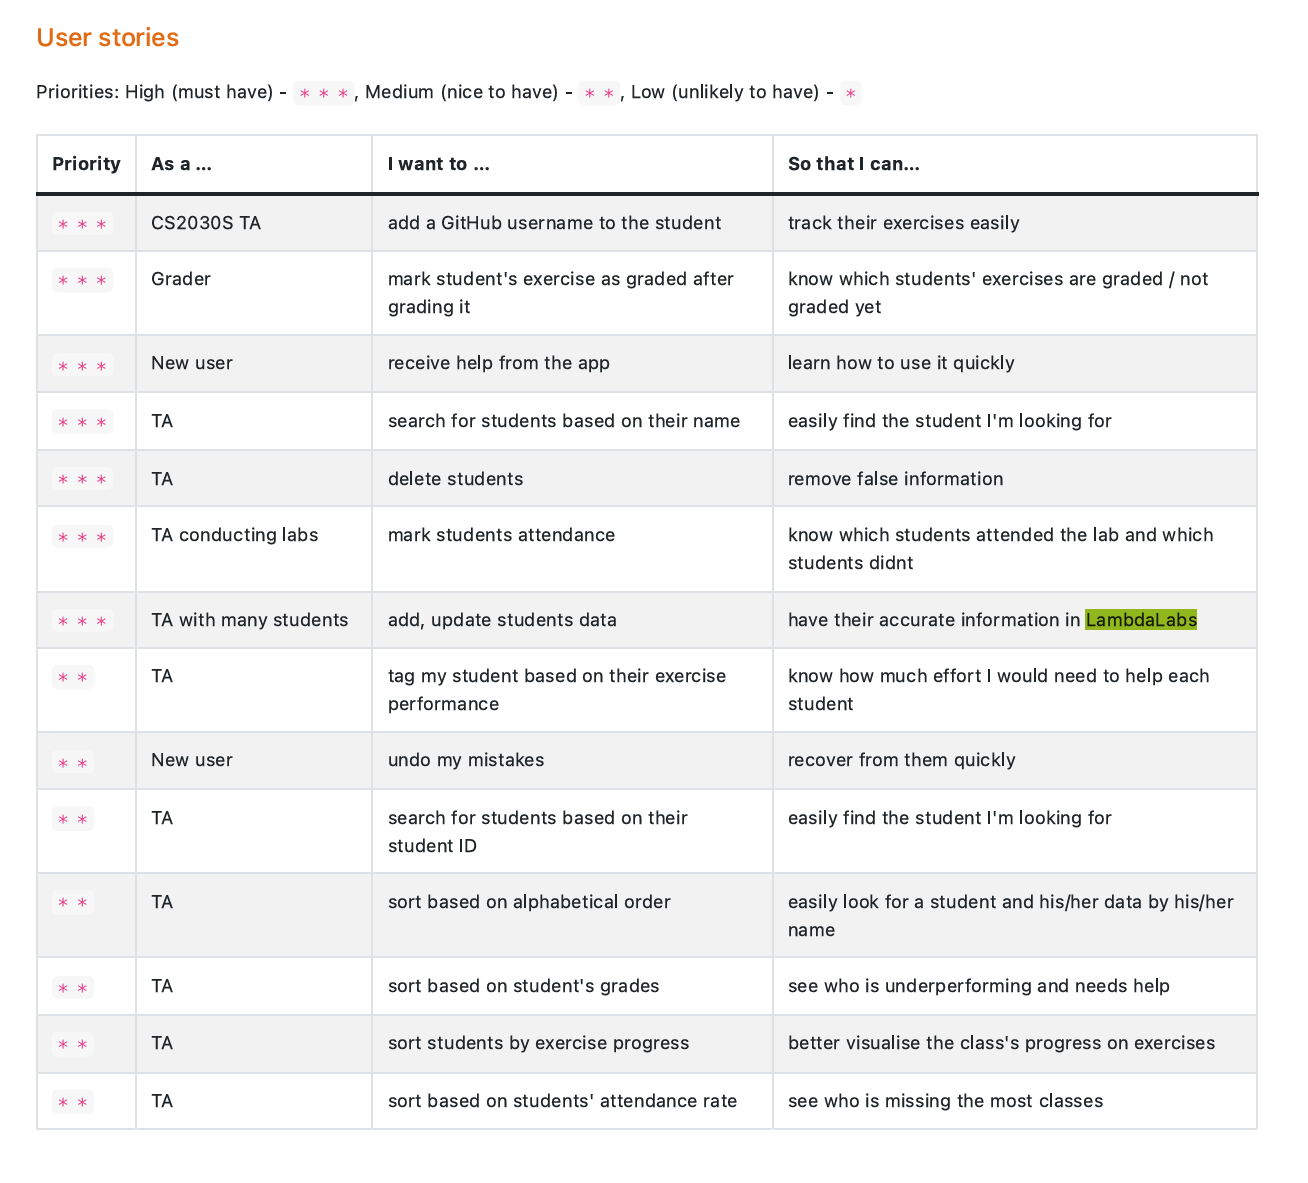 User stories
Priorities: High (must have) - * * *, Medium (nice to have) - * *, Low (unlikely to have) - *
Priority As a ... I want to ... So that I can...
* * * CS2030S TA add a GitHub username to the student track their exercises easily
* * * Grader mark student's exercise as graded after know which students' exercises are graded / not
grading it graded yet
* * * New user receive help from the app learn how to use it quickly
* * * TA search for students based on their name easily find the student I'm looking for
* * * TA delete students remove false information
* * * TA conducting labs mark students attendance know which students attended the lab and which
students didnt
* * * TA with many students add, update students data have their accurate information in LambdaLabs
* * TA tag my student based on their exercise know how much effort I would need to help each
performance student
* * New user undo my mistakes recover from them quickly
* * TA search for students based on their easily find the student I'm looking for
student ID
* * TA sort based on alphabetical order easily look for a student and his/her data by his/her
name
* * TA sort based on student's grades see who is underperforming and needs help
* * TA sort students by exercise progress better visualise the class's progress on exercises
* * TA sort based on students' attendance rate see who is missing the most classes